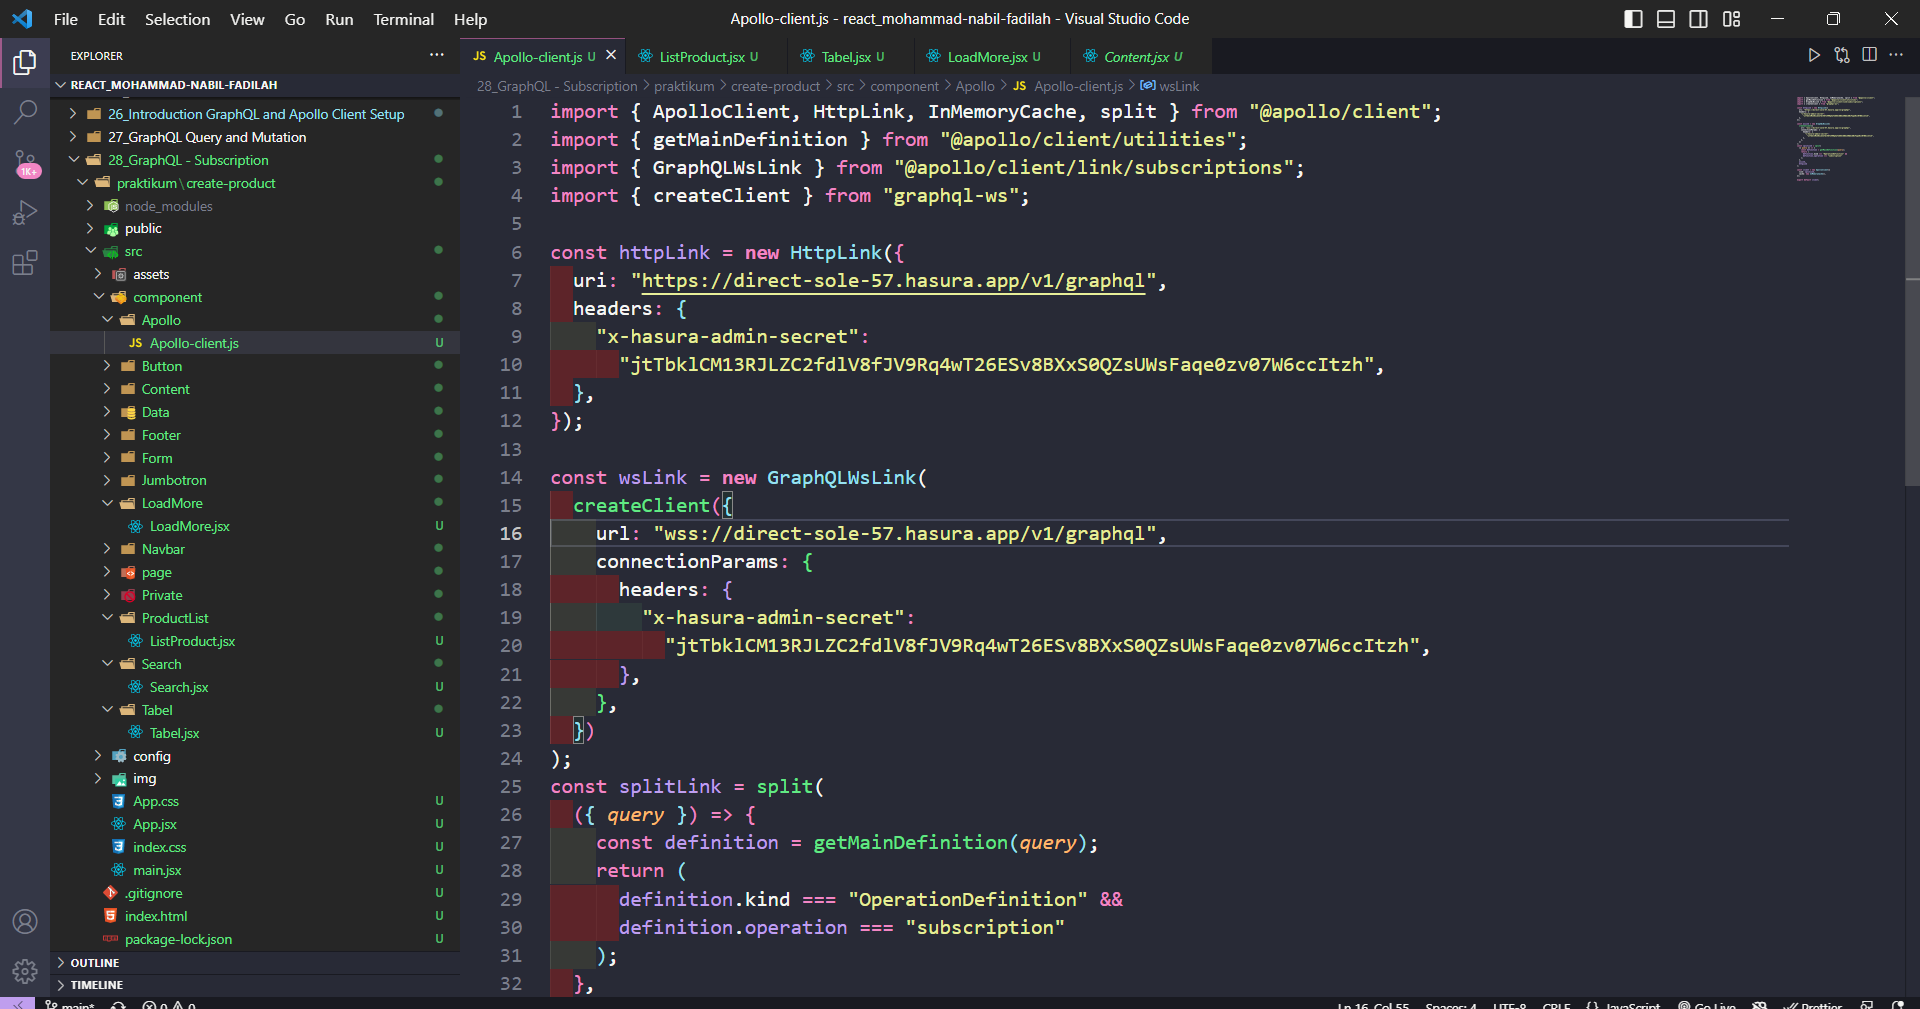 File Edit Selection View Go Run Terminal Help
Apollo-client.js - react_mohammad-nabil-fadilah - Visual Studio Code
EXPLORER
REACT_MOHAMMAD-NABIL-FADILAH
26_Introduction GraphQL and Apollo Client Setup
27_GraphQL Query and Mutation
28_GraphQL - Subscription
praktikum \ create-product
node_modules
public
src
assets
component
Apollo
JS Apollo-client.js U
Button
Content
Data
Footer
Form
Jumbotron
LoadMore
LoadMore.jsx U
Navbar
page
Private
ProductList
ListProduct.jsx U
Search
Search.jsx U
Tabel
Tabel.jsx U
config
img
App.css U
App.jsx U
index.css U
main.jsx U
.gitignore U
index.html U
package-lock.json U
OUTLINE
TIMELINE
1K+
JS Apollo-client.js U ListProduct.jsx U Tabel.jsx U LoadMore.jsx U Content.jsx U
28_GraphQL - Subscription > praktikum > create-product > src > component > Apollo > JS Apollo-client.js > wsLink
1 import { ApolloClient, HttpLink, InMemoryCache, split } from "@apollo/client";
2 import { getMainDefinition } from "@apollo/client/utilities";
3 import { GraphQLWsLink } from "@apollo/client/link/subscriptions";
4 import { createClient } from "graphql-ws";
5
6 const httpLink = new HttpLink({
7 uri: "https://direct-sole-57.hasura.app/v1/graphql",
8 headers: {
9 "x-hasura-admin-secret":
10 "jtTbklCM13RJLZC2fdlV8fJV9Rq4wT26ESv8BXxS0QZsUWsFaqe0zv07W6ccItzh",
11 },
12 });
13
14 const wsLink = new GraphQLWsLink(
15 createClient({
16 url: "wss://direct-sole-57.hasura.app/v1/graphql",
17 connectionParams: {
18 headers: {
19 "x-hasura-admin-secret":
20 "jtTbklCM13RJLZC2fdlV8fJV9Rq4wT26ESv8BXxS0QZsUWsFaqe0zv07W6ccItzh",
21 },
22 },
23 })
24 );
25 const splitLink = split(
26 ({ query }) => {
27 const definition = getMainDefinition(query);
28 return (
29 definition.kind === "OperationDefinition" &&
30 definition.operation === "subscription"
31 );
32 },
main* 0 0 Ln 16, Col 55 Spaces: 4 UTF-8 CRLF {} JavaScript Go Live Prettier